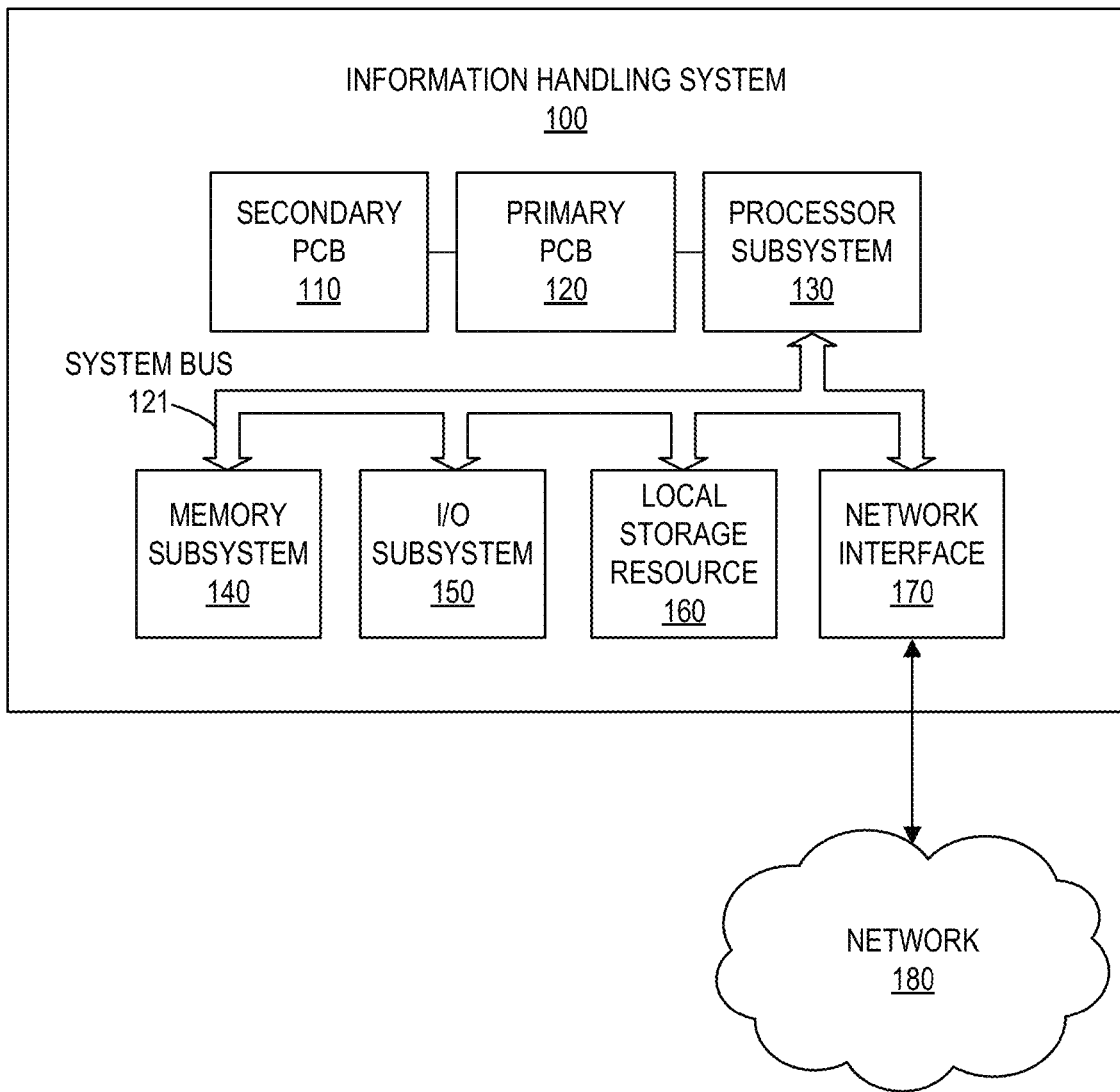 INFORMATION HANDLING SYSTEM
100
SECONDARY
PCB
110
PRIMARY
PCB
120
PROCESSOR
SUBSYSTEM
130
SYSTEM BUS
121
MEMORY
SUBSYSTEM
140
I/O
SUBSYSTEM
150
LOCAL
STORAGE
RESOURCE
160
NETWORK
INTERFACE
170
NETWORK
180